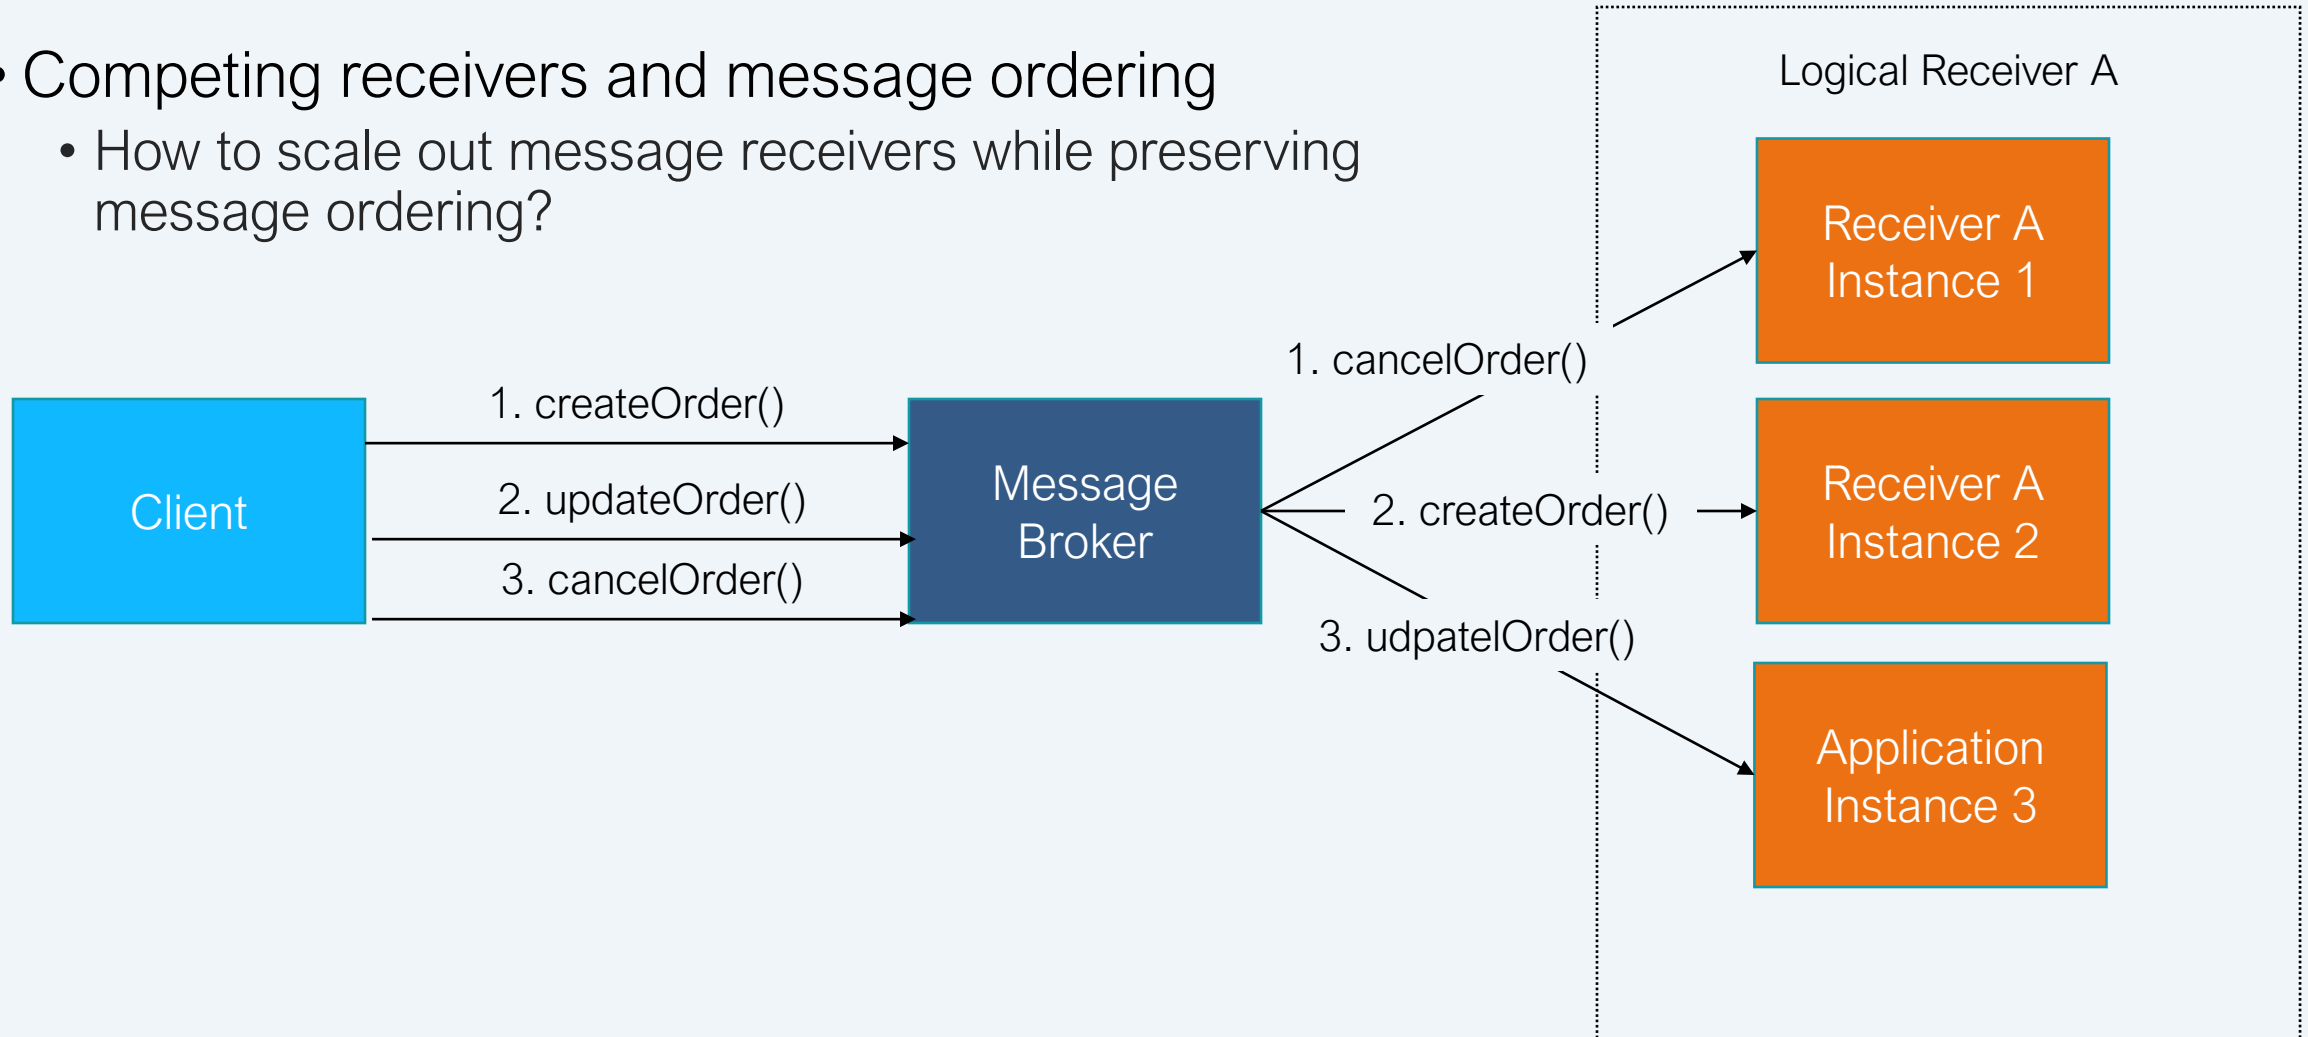 • Competing receivers and message ordering
• How to scale out message receivers while preserving
message ordering?
Logical Receiver A
Receiver A
Instance 1
1. cancelOrder()
1. createOrder()
Client
2. updateOrder()
Message
Broker
2. createOrder()
Receiver A
Instance 2
3. cancelOrder()
3. udpatelOrder()
Application
Instance 3